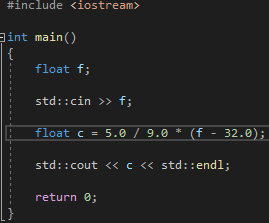 #include <iostream>
int main()
{
float f;
std::cin >> f;
float c = 5.0 / 9.0 * (f - 32.0);
std::cout << c << std::endl;
return 0;
}